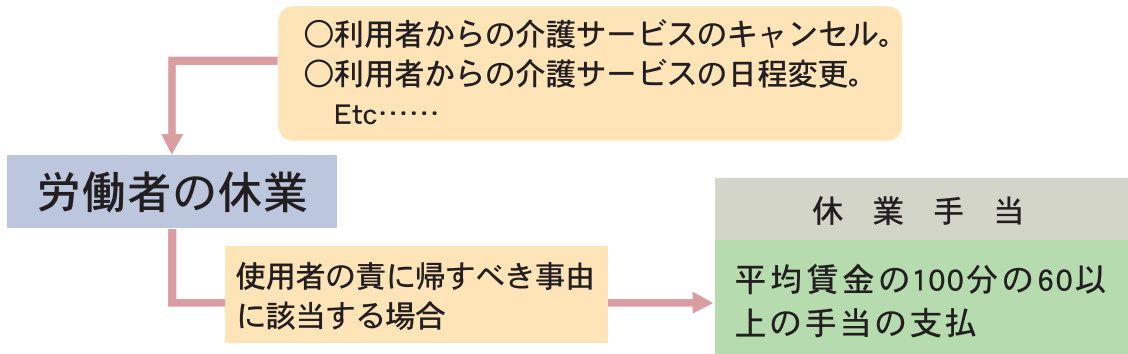 ○利用者からの介護サービスのキャンセル。
○利用者からの介護サービスの日程変更。
Etc……
労働者の休業
使用者の責に帰すべき事由
に該当する場合
休業手当
平均賃金の100分の60以
上の手当の支払